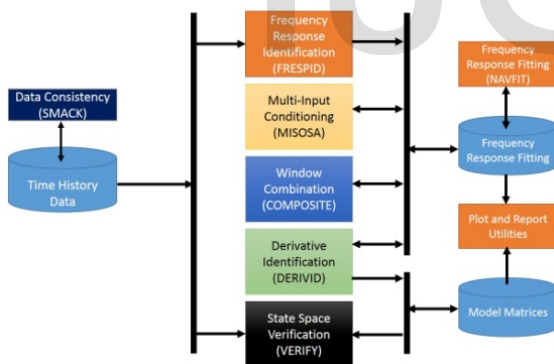 Data Consistency
(SMACK)
Time History
Data
Frequency
Response
Identification
(FRESPID)
Multi-Input
Conditioning
(MISOSA)
Window
Combination
(COMPOSITE)
Derivative
Identification
(DERIVID)
State Space
Verification
(VERIFY)
Frequency
Response Fitting
(NAVFIT)
Frequency
Response Fitting
Plot and Report
Utilities
Model Matrices